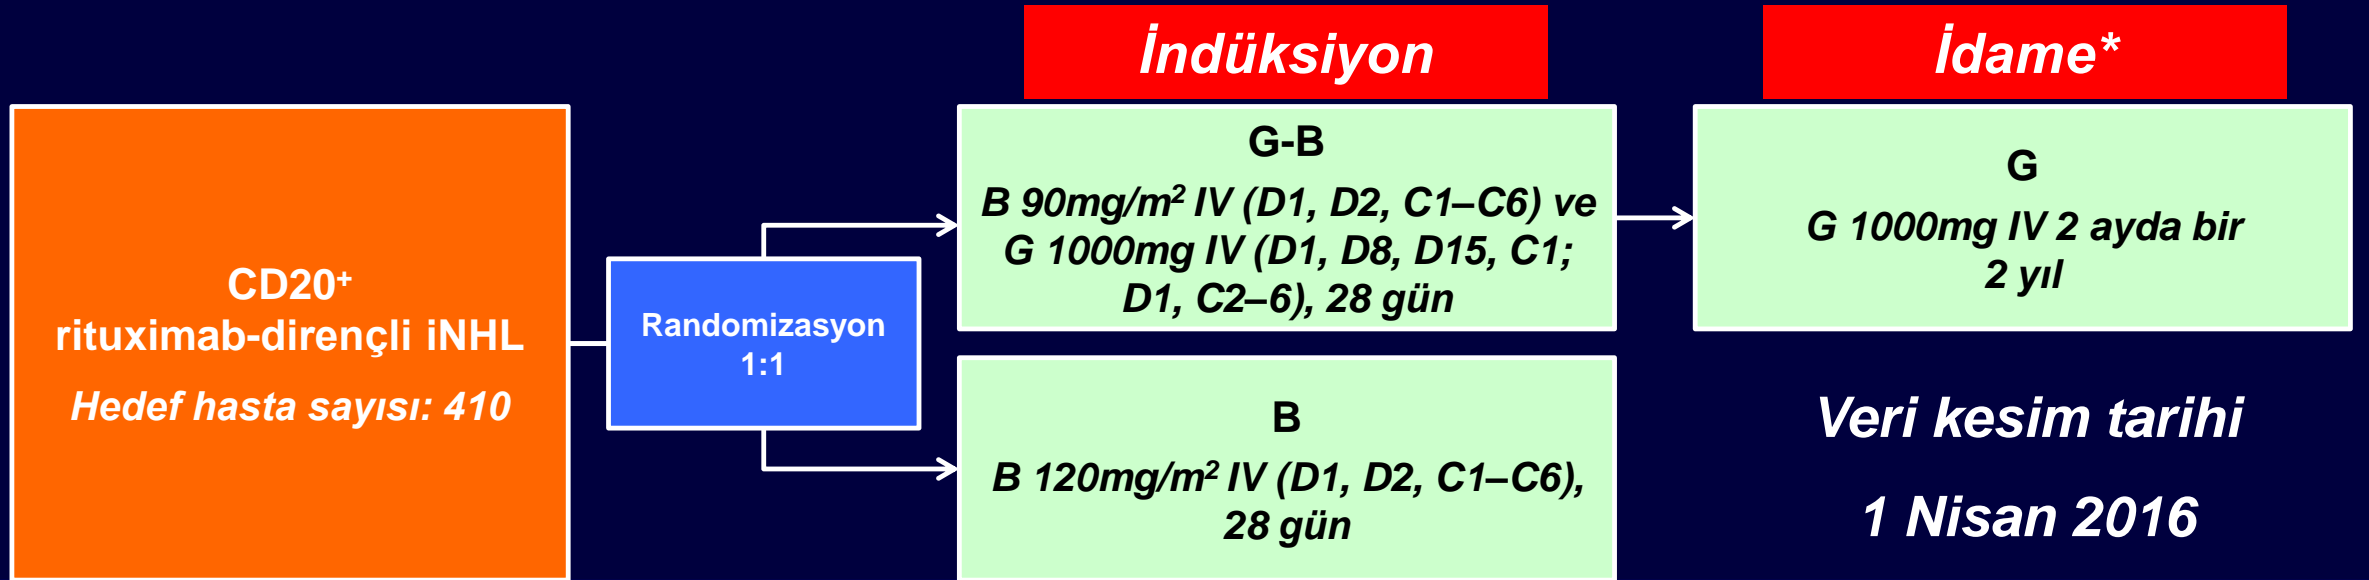 İndüksiyon
İdame*
CD20⁺
rituximab-dirençli iNHL
Hedef hasta sayısı: 410
Randomizasyon
1:1
G-B
B 90mg/m² IV (D1, D2, C1–C6) ve
G 1000mg IV (D1, D8, D15, C1;
D1, C2–6), 28 gün
G
G 1000mg IV 2 ayda bir
2 yıl
B
B 120mg/m² IV (D1, D2, C1–C6),
28 gün
Veri kesim tarihi
1 Nisan 2016